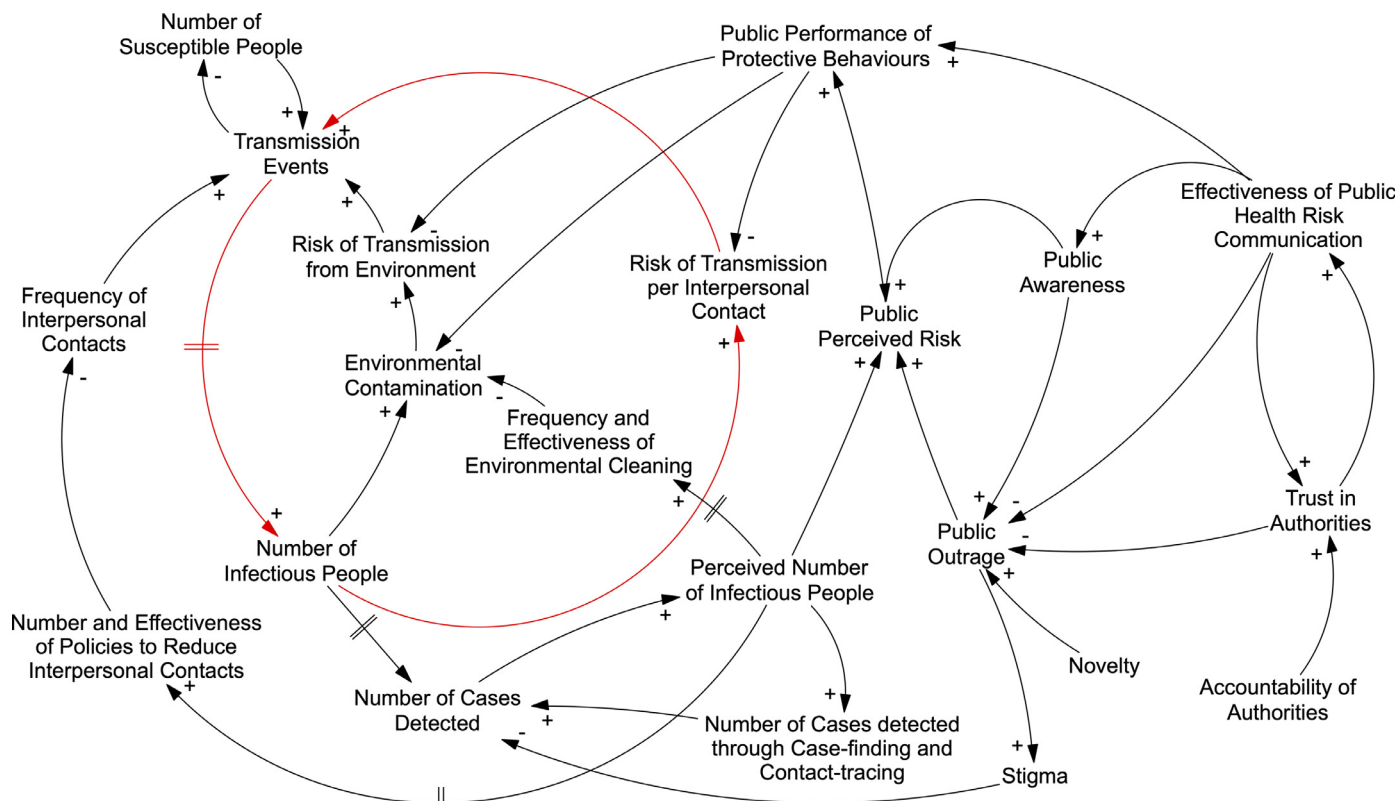 Number of
Susceptible People
-
+
Public Performance of
Protective Behaviours
+
+
Transmission
Events
+
+
+
-
-
Risk of Transmission
from Environment
+
Risk of Transmission
per Interpersonal
Contact
+
Effectiveness of Public
Health Risk
Communication
+
+
Public
Awareness
Frequency of
Interpersonal
Contacts
-
+
Public
Perceived Risk
+
+
Environmental
Contamination
-
-
+
Frequency and
Effectiveness of
Environmental Cleaning
+
+
Number of
Infectious People
Perceived Number
of Infectious People
+
+
-
-
+
Public
Outrage
+
Trust in
Authorities
+
Number and Effectiveness
of Policies to Reduce
Interpersonal Contacts
+
Novelty
Accountability of
Authorities
Number of Cases
Detected
+
-
+
Number of Cases detected
through Case-finding and
Contact-tracing
+
Stigma